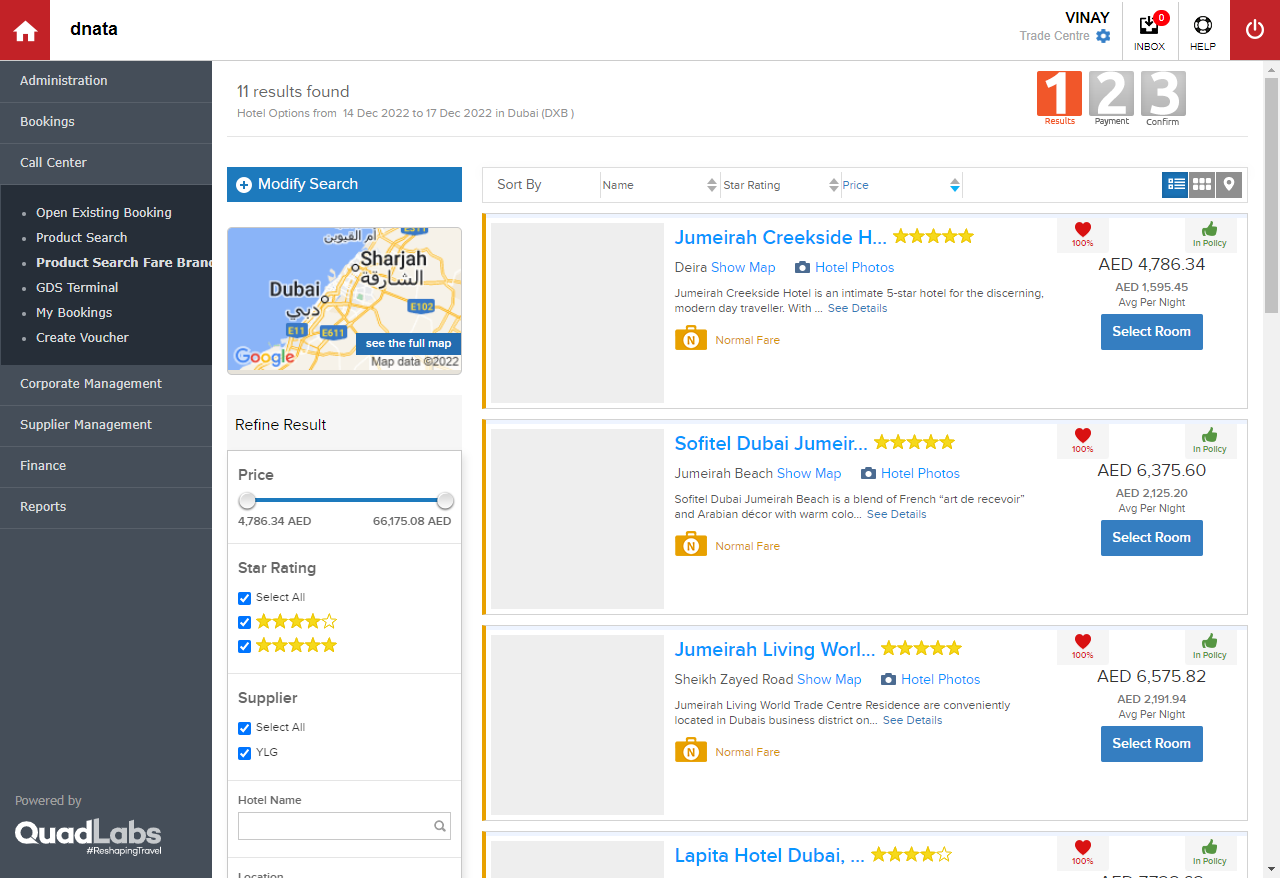 dnata
VINAY
Trade Centre
0
INBOX
HELP
Administration
Bookings
Call Center
Open Existing Booking
Product Search
Product Search Fare Brand
GDS Terminal
My Bookings
Create Voucher
Corporate Management
Supplier Management
Finance
Reports
Powered by
QuadLabs
#ReshapingTravel
11 results found
Hotel Options from 14 Dec 2022 to 17 Dec 2022 in Dubai (DXB )
1 2 3
Results Payment Confirm
Modify Search
أم القيوين
E311
Sharjah
الشارقة
Dubai
دبي
E102
E11
E611
see the full map
Google
Map data ©2022
Refine Result
Price
4,786.34 AED 66,175.08 AED
Star Rating
Select All
Supplier
Select All
YLG
Hotel Name
Location
Sort By Name Star Rating Price
Jumeirah Creekside H...
100%
In Policy
Deira Show Map Hotel Photos
AED 4,786.34
Jumeirah Creekside Hotel is an intimate 5-star hotel for the discerning,
modern day traveller. With ... See Details
AED 1,595.45
Avg Per Night
N Normal Fare
Select Room
Sofitel Dubai Jumeir...
100%
In Policy
Jumeirah Beach Show Map Hotel Photos
AED 6,375.60
Sofitel Dubai Jumeirah Beach is a blend of French “art de recevoir”
and Arabian décor with warm colo... See Details
AED 2,125.20
Avg Per Night
N Normal Fare
Select Room
Jumeirah Living Worl...
100%
In Policy
Sheikh Zayed Road Show Map Hotel Photos
AED 6,575.82
Jumeirah Living World Trade Centre Residence are conveniently
located in Dubais business district on... See Details
AED 2,191.94
Avg Per Night
N Normal Fare
Select Room
Lapita Hotel Dubai, ...
100%
In Policy